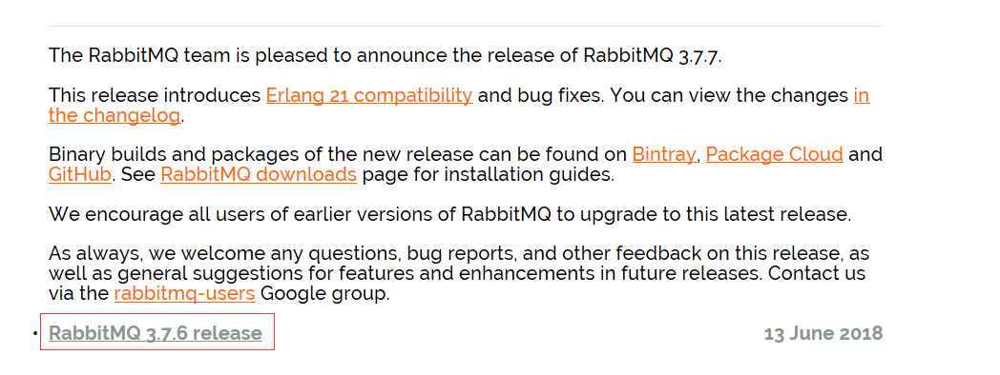 The RabbitMQ team is pleased to announce the release of RabbitMQ 3.7.7.
This release introduces Erlang 21 compatibility and bug fixes. You can view the changes in
the changelog.
Binary builds and packages of the new release can be found on Bintray, Package Cloud and
GitHub. See RabbitMQ downloads page for installation guides.
We encourage all users of earlier versions of RabbitMQ to upgrade to this latest release.
As always, we welcome any questions, bug reports, and other feedback on this release, as
well as general suggestions for features and enhancements in future releases. Contact us
via the rabbitmq-users Google group.
• RabbitMQ 3.7.6 release 13 June 2018